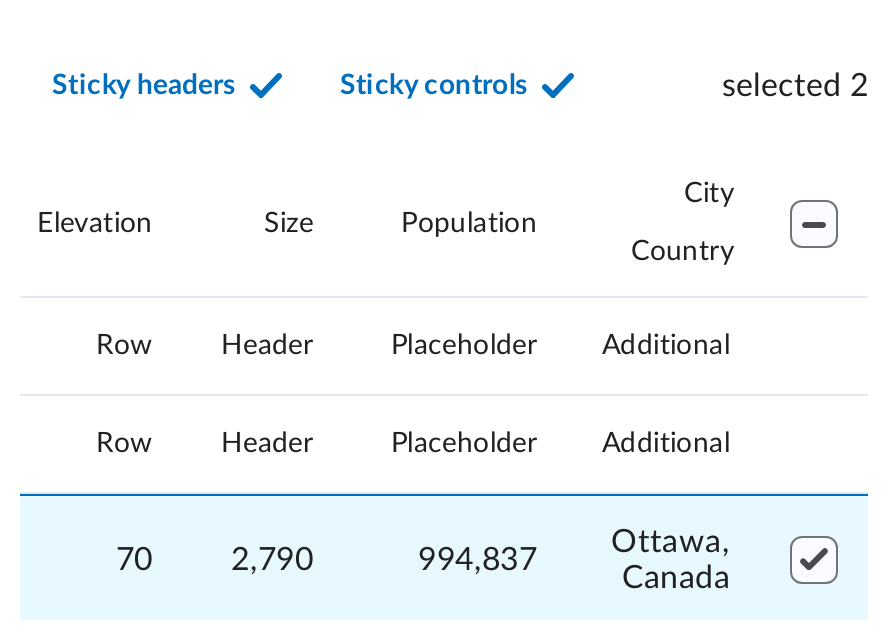 Sticky headers Sticky controls selected 2
Elevation Size Population City
Country
Row Header Placeholder Additional
Row Header Placeholder Additional
70 2,790 994,837 Ottawa,
Canada